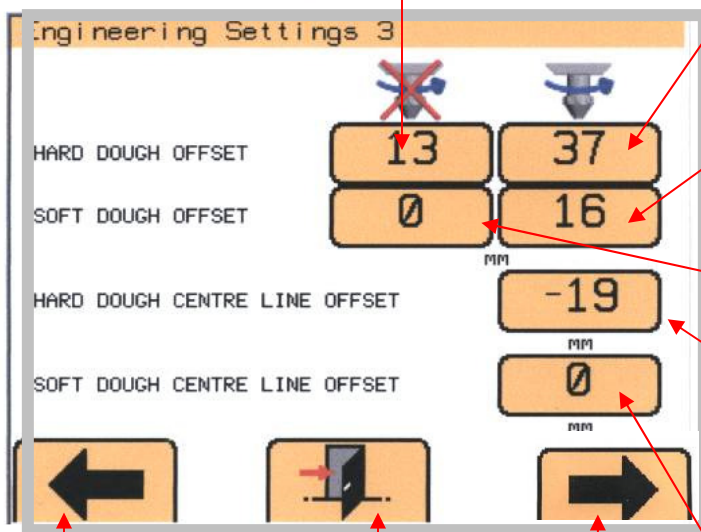 Engineering Settings 3
HARD DOUGH OFFSET 13 37
SOFT DOUGH OFFSET 0 16
MM
HARD DOUGH CENTRE LINE OFFSET -19
MM
SOFT DOUGH CENTRE LINE OFFSET 0
MM